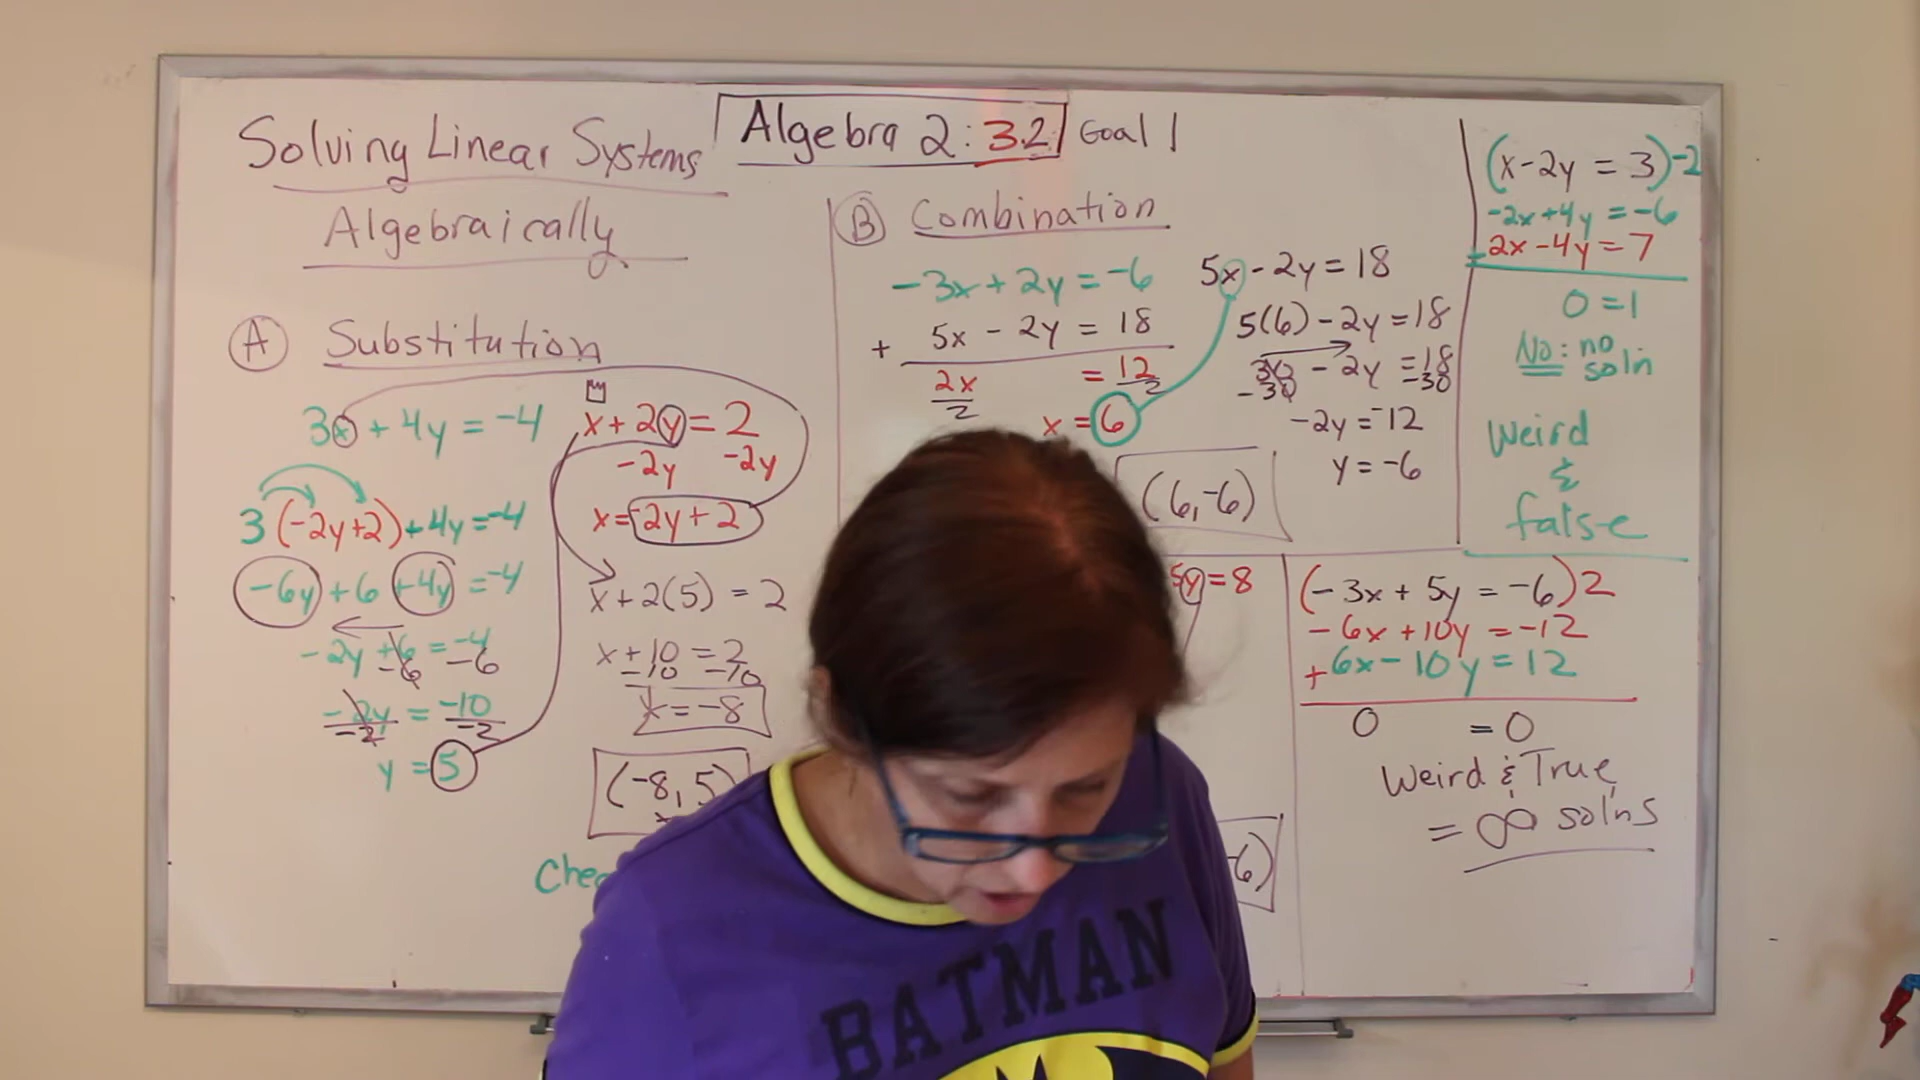 Solving Linear Systems
Algebraically
Algebra 2: 3.2 Goal 1
A Substitution
3x + 4y = -4
3(-2y+2)+4y=-4
-6y+6+4y=-4
-2y+6=-4
-6 -6
-2y = -10
-2 -2
y = 5
x + 2y = 2
-2y -2y
x=-2y+2
x+2(5) = 2
x+10 = 2
-10 -10
x=-8
(-8,5)
B Combination
-3x+2y=-6
+ 5x - 2y = 18
2x = 12
2 2
x = 6
5x-2y=18
5(6)-2y=18
30-2y=18
-30 -30
-2y=-12
y=-6
(6,-6)
5y=8
-6)
(x-2y = 3)-2
-2x+4y=-6
2x-4y=7
0=1
No: no
soln
Weird
&
false
(-3x+5y = -6)2
-6x+10y=-12
+6x-10y=12
0 = 0
Weird & True
= ∞ sol'ns
BATMAN